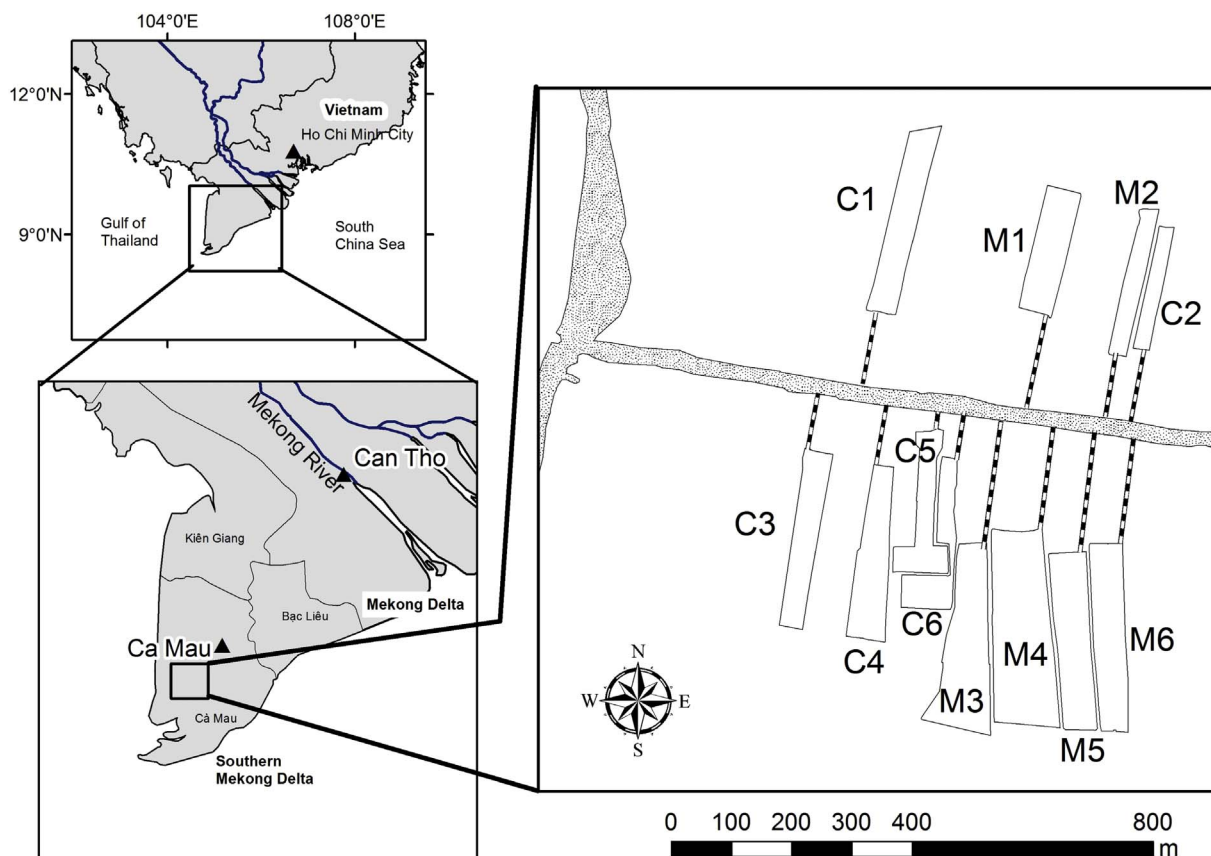 104°0'E
108°0'E
12°0'N
9°0'N
Vietnam
Ho Chi Minh City
Gulf of
Thailand
South
China Sea
Mekong River
Can Tho
Kiên Giang
Bạc Liêu
Mekong Delta
Ca Mau
Cà Mau
Southern
Mekong Delta
C1
M1
M2
C2
C5
C3
C6
C4
M4
M6
M3
M5
N
W
E
S
0 100 200 300 400 800
m